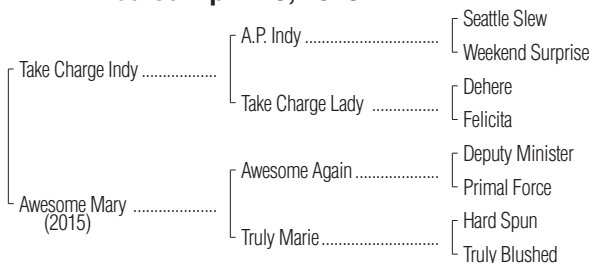 Seattle Slew
A.P. Indy ..................................
Weekend Surprise
Take Charge Indy ...................
Dehere
Take Charge Lady .................
Felicita
Deputy Minister
Awesome Again .....................
Primal Force
Awesome Mary .....................
(2015)
Hard Spun
Truly Marie..............................
Truly Blushed